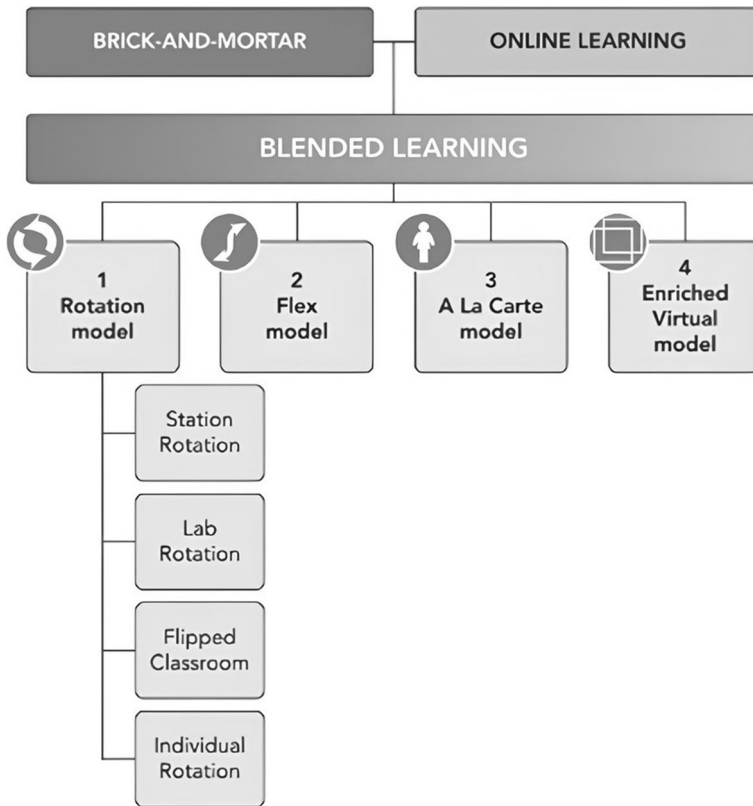 BRICK-AND-MORTAR
ONLINE LEARNING
BLENDED LEARNING
1
Rotation
model
2
Flex
model
3
A La Carte
model
4
Enriched
Virtual
model
Station
Rotation
Lab
Rotation
Flipped
Classroom
Individual
Rotation